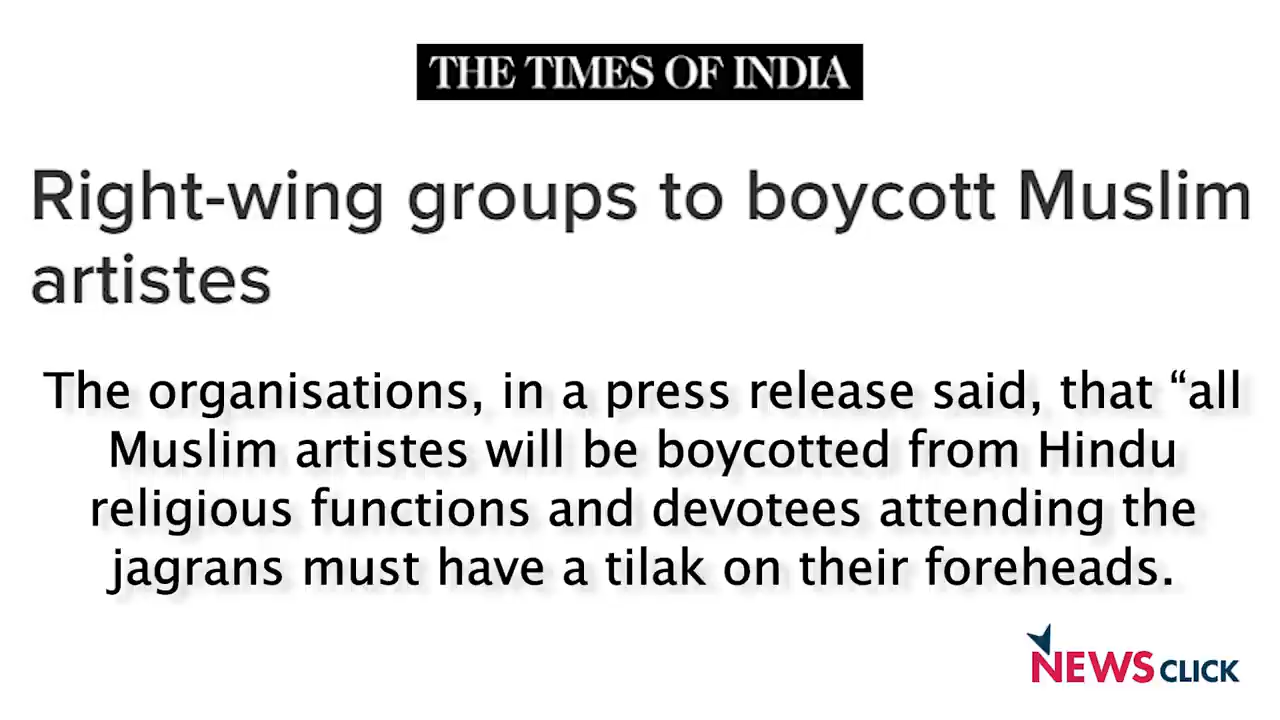 THE TIMES OF INDIA
Right-wing groups to boycott Muslim
artistes
The organisations, in a press release said, that “all
Muslim artistes will be boycotted from Hindu
religious functions and devotees attending the
jagrans must have a tilak on their foreheads.
NEWSCLICK